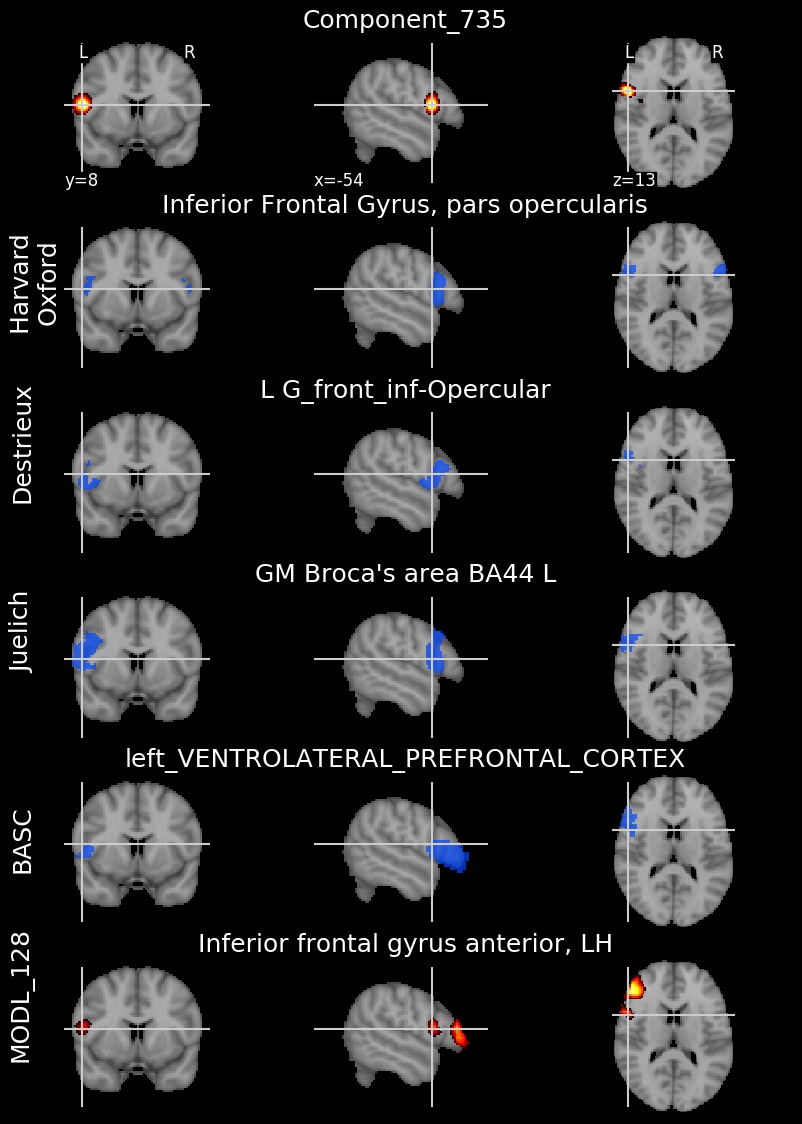 Component_735
L R L R
y=8 x=-54 z=13
Inferior Frontal Gyrus, pars opercularis
Harvard
Oxford
L G_front_inf-Opercular
Destrieux
GM Broca's area BA44 L
Juelich
left_VENTROLATERAL_PREFRONTAL_CORTEX
BASC
Inferior frontal gyrus anterior, LH
MODL_128